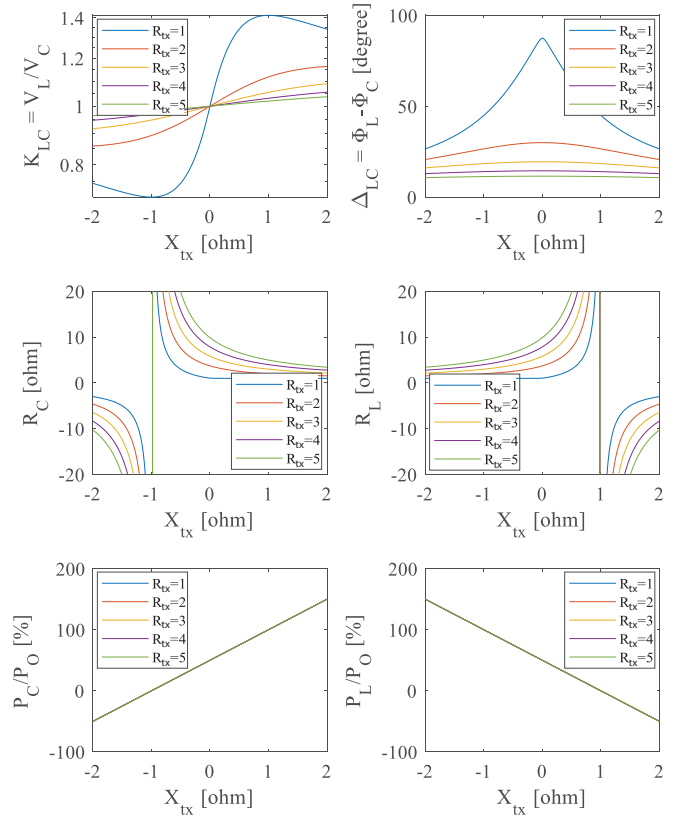 1.4
1.2
1
0.8
K_LC = V_L/V_C
R_tx=1
R_tx=2
R_tx=3
R_tx=4
R_tx=5
-2 -1 0 1 2
X_tx [ohm]
100
50
0
Δ_LC = Φ_L-Φ_C [degree]
R_tx=1
R_tx=2
R_tx=3
R_tx=4
R_tx=5
-2 -1 0 1 2
X_tx [ohm]
20
10
0
-10
-20
R_C [ohm]
R_tx=1
R_tx=2
R_tx=3
R_tx=4
R_tx=5
-2 -1 0 1 2
X_tx [ohm]
20
10
0
-10
-20
R_L [ohm]
R_tx=1
R_tx=2
R_tx=3
R_tx=4
R_tx=5
-2 -1 0 1 2
X_tx [ohm]
200
100
0
-100
P_C/P_O [%]
R_tx=1
R_tx=2
R_tx=3
R_tx=4
R_tx=5
-2 -1 0 1 2
X_tx [ohm]
200
100
0
-100
P_L/P_O [%]
R_tx=1
R_tx=2
R_tx=3
R_tx=4
R_tx=5
-2 -1 0 1 2
X_tx [ohm]